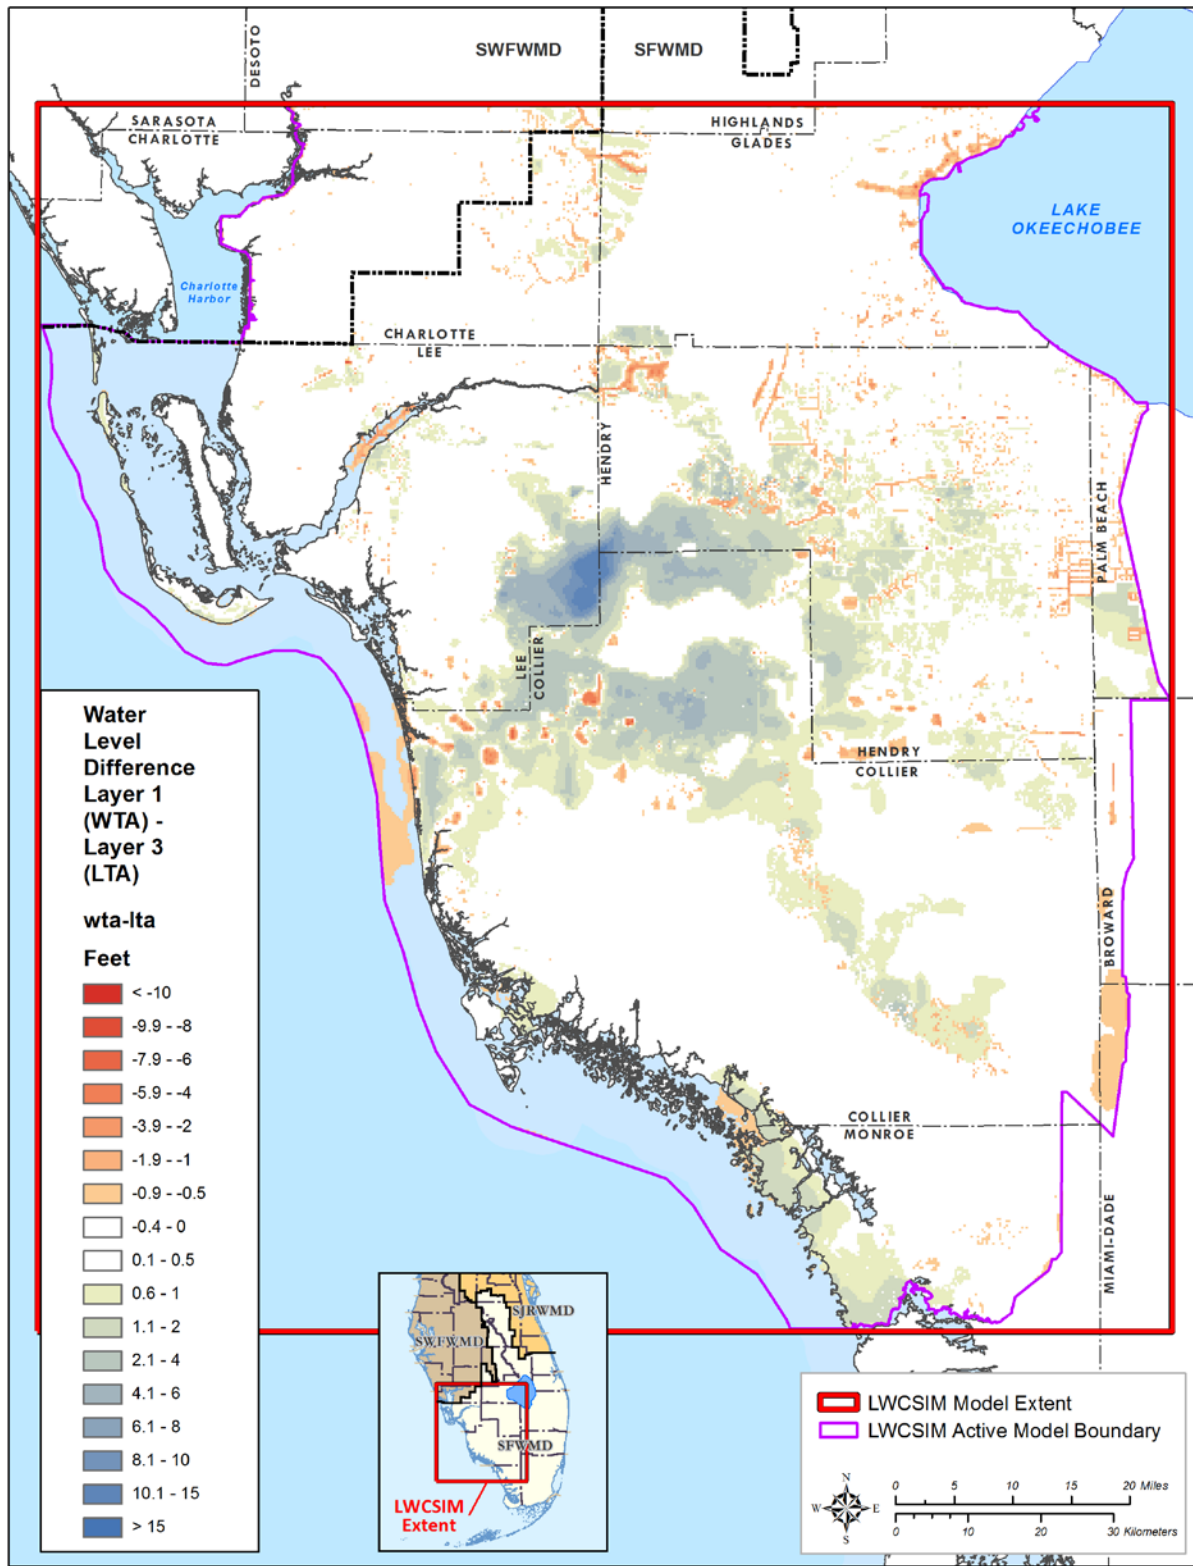 SWFWMD
SFWMD
DESOTO
SARASOTA
CHARLOTTE
HIGHLANDS
GLADES
LAKE
OKEECHOBEE
Charlotte
Harbor
CHARLOTTE
LEE
HENDRY
PALM BEACH
LEE
COLLIER
HENDRY
COLLIER
BROWARD
COLLIER
MONROE
MIAMI-DADE
Water
Level
Difference
Layer 1
(WTA) -
Layer 3
(LTA)
wta-lta
Feet
< -10
-9.9 - -8
-7.9 - -6
-5.9 - -4
-3.9 - -2
-1.9 - -1
-0.9 - -0.5
-0.4 - 0
0.1 - 0.5
0.6 - 1
1.1 - 2
2.1 - 4
4.1 - 6
6.1 - 8
8.1 - 10
10.1 - 15
> 15
SJRWMD
SWFWMD
SFWMD
LWCSIM
Extent
LWCSIM Model Extent
LWCSIM Active Model Boundary
N
W E
S
0 5 10 15 20 Miles
0 10 20 30 Kilometers